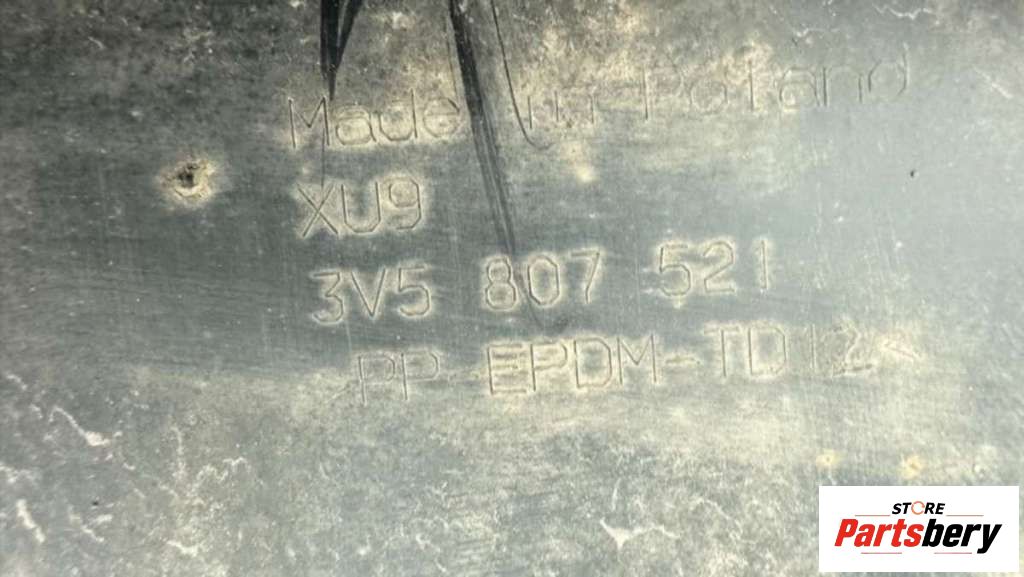 Made in Poland
XU9
3V5 807 521
PP EPDM-TD12<
STORE
Partsbery